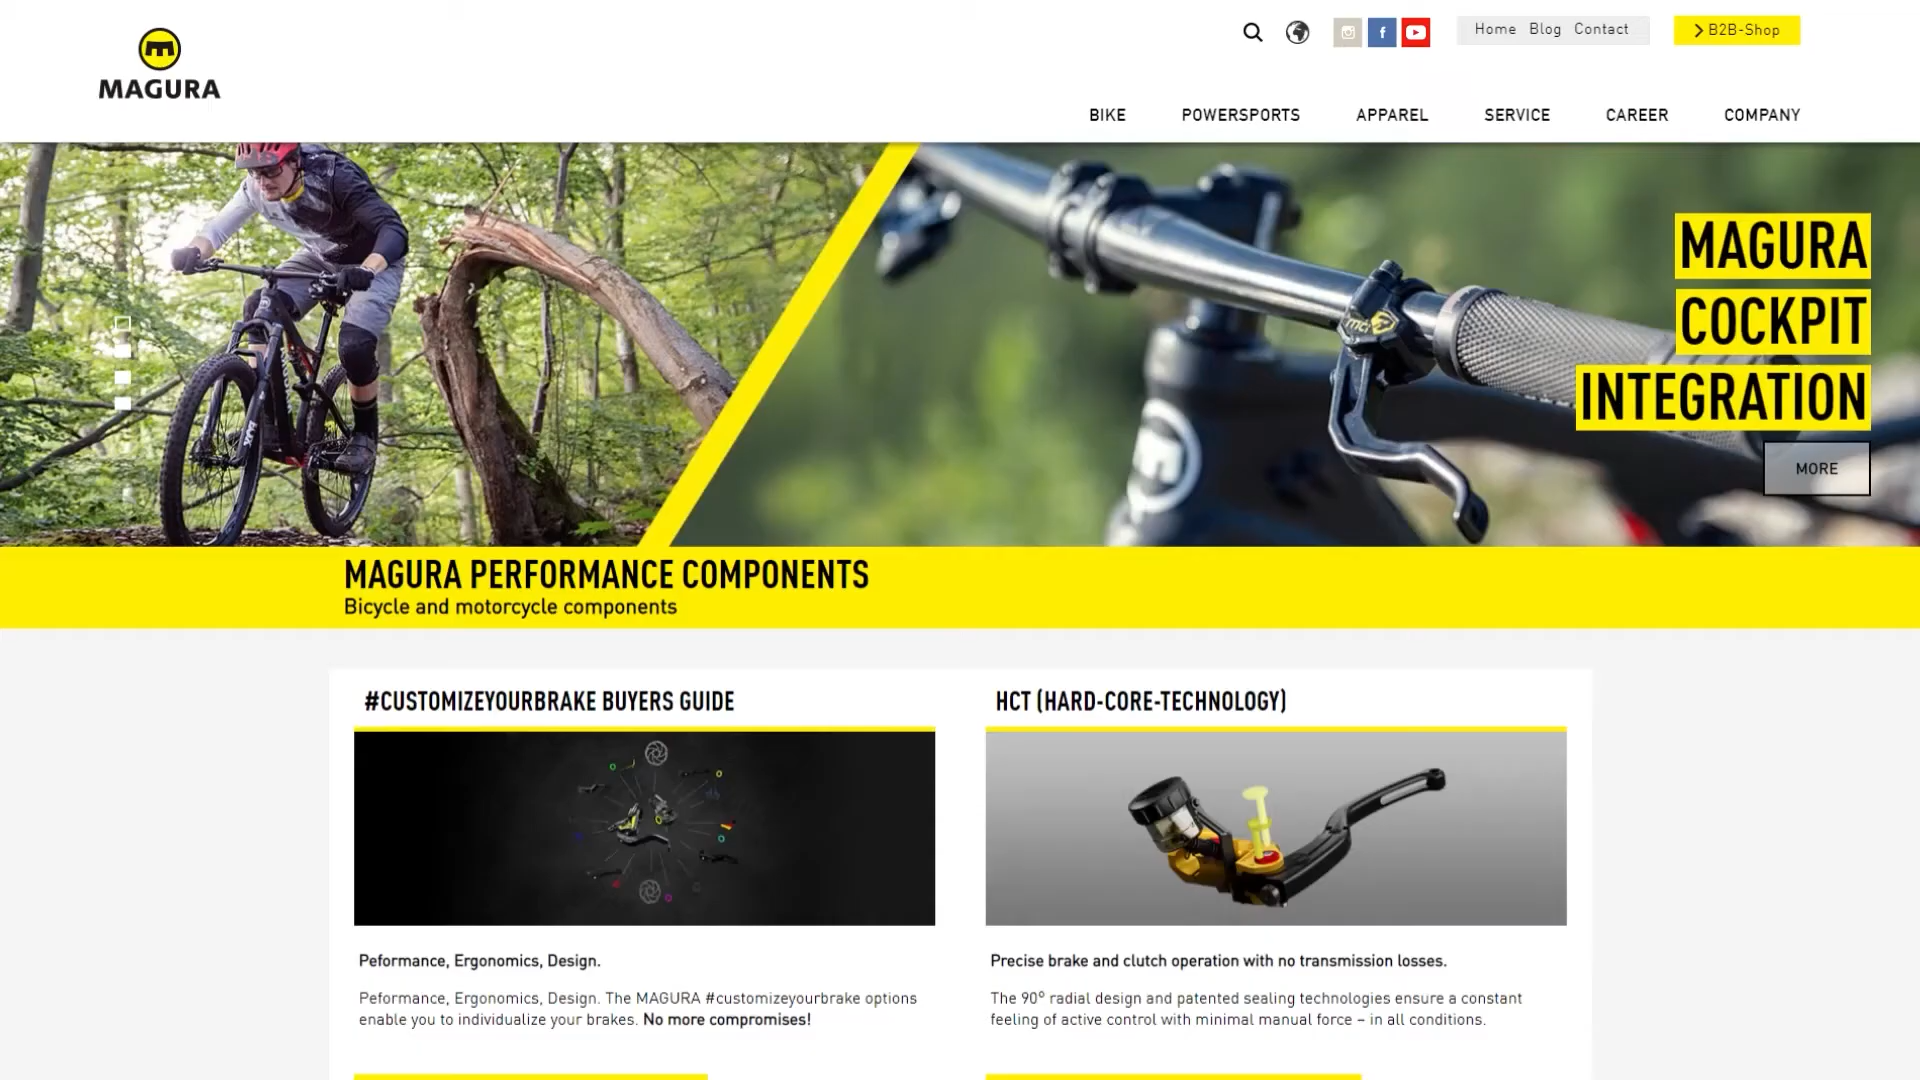 Home Blog Contact
B2B-Shop
MAGURA
BIKE POWERSPORTS APPAREL SERVICE CAREER COMPANY
MAGURA
COCKPIT
INTEGRATION
MORE
MAGURA PERFORMANCE COMPONENTS
Bicycle and motorcycle components
#CUSTOMIZEYOURBRAKE BUYERS GUIDE
Peformance, Ergonomics, Design.
Peformance, Ergonomics, Design. The MAGURA #customizeyourbrake options
enable you to individualize your brakes. No more compromises!
HCT (HARD-CORE-TECHNOLOGY)
Precise brake and clutch operation with no transmission losses.
The 90° radial design and patented sealing technologies ensure a constant
feeling of active control with minimal manual force – in all conditions.